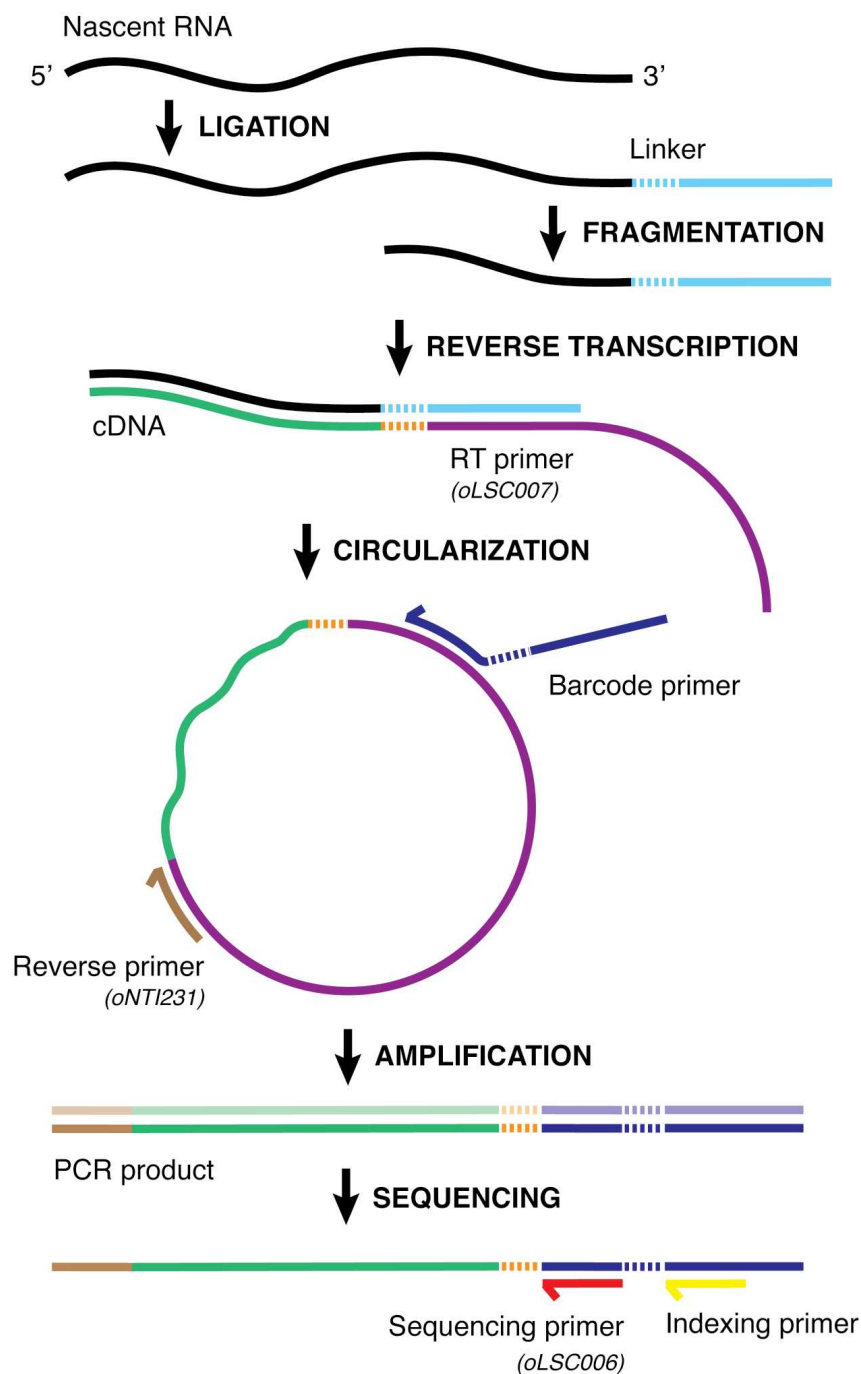 Nascent RNA
5’ 3’
LIGATION
Linker
FRAGMENTATION
REVERSE TRANSCRIPTION
cDNA
RT primer
(oLSC007)
CIRCULARIZATION
Barcode primer
Reverse primer
(oNTI231)
AMPLIFICATION
PCR product
SEQUENCING
Sequencing primer
(oLSC006)
Indexing primer